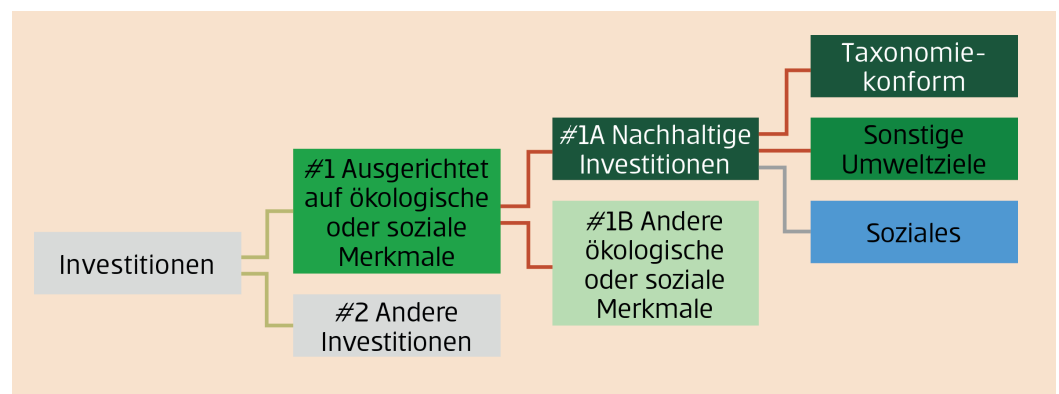 Investitionen
#1 Ausgerichtet
auf ökologische
oder soziale
Merkmale
#2 Andere
Investitionen
#1A Nachhaltige
Investitionen
#1B Andere
ökologische
oder soziale
Merkmale
Taxonomie-
konform
Sonstige
Umweltziele
Soziales